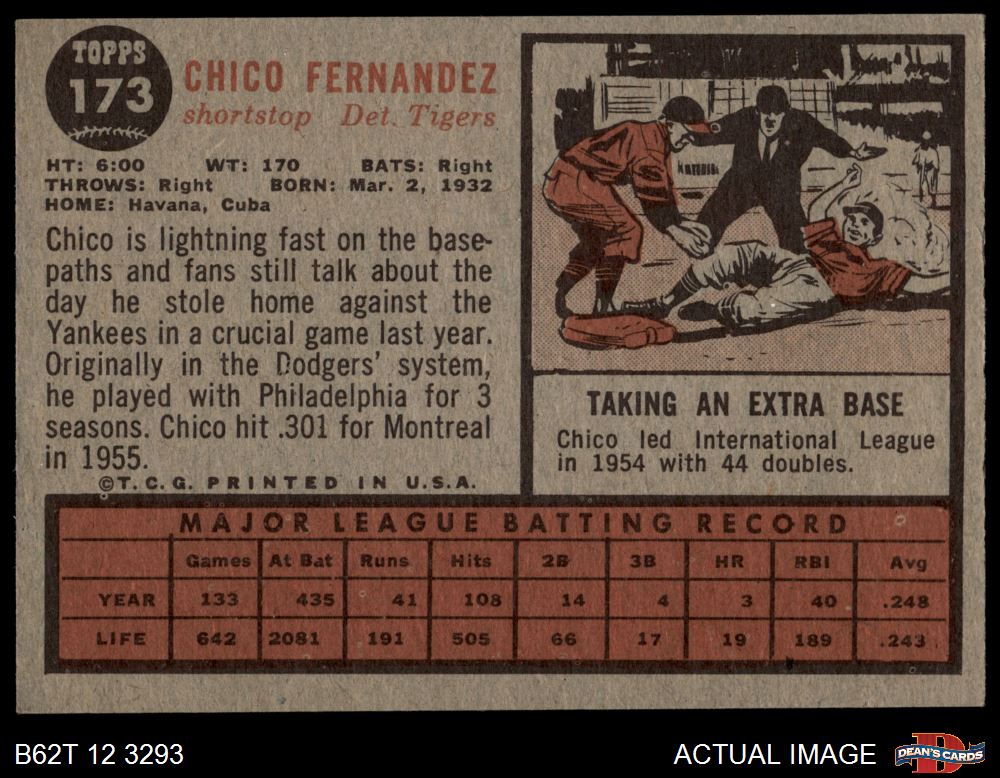 TOPPS
173
CHICO FERNANDEZ
shortstop Det. Tigers
HT: 6:00 WT: 170 BATS: Right
THROWS: Right BORN: Mar. 2, 1932
HOME: Havana, Cuba
Chico is lightning fast on the base-
paths and fans still talk about the
day he stole home against the
Yankees in a crucial game last year.
Originally in the Dodgers' system,
he played with Philadelphia for 3
seasons. Chico hit .301 for Montreal
in 1955.
©T.C.G. PRINTED IN U.S.A.
TAKING AN EXTRA BASE
Chico led International League
in 1954 with 44 doubles.
MAJOR LEAGUE BATTING RECORD
Games At Bat Runs Hits 2B 3B HR RBI Avg
YEAR 133 435 41 108 14 4 3 40 .248
LIFE 642 2081 191 505 66 17 19 189 .243
B62T 12 3293
ACTUAL IMAGE
DEAN'S CARDS